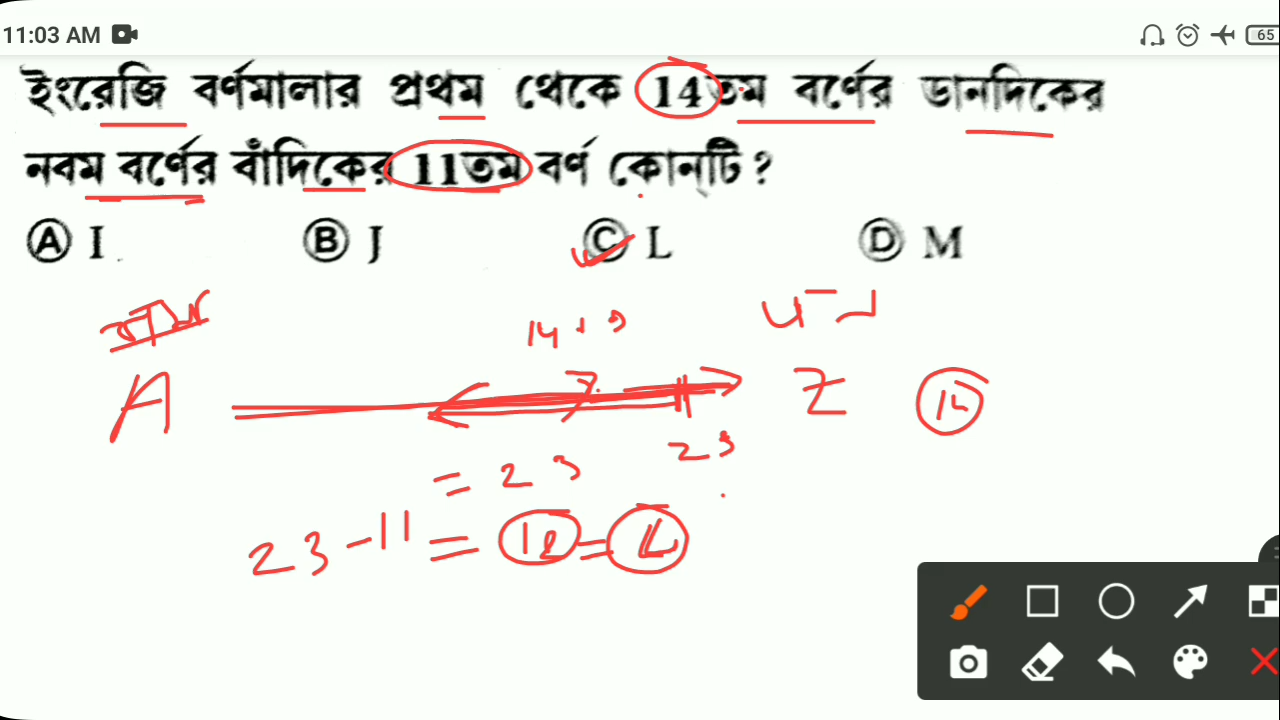 11:03 AM 65
ইংরেজি বর্ণমালার প্রথম থেকে 14তম বর্ণের ডানদিকের
নবম বর্ণের বাঁদিকের 11তম বর্ণ কোন্‌টি ?
Ⓐ I Ⓑ J Ⓒ L Ⓓ M
14 + 9
A Z
23
= 23
23 - 11 = 12 = L